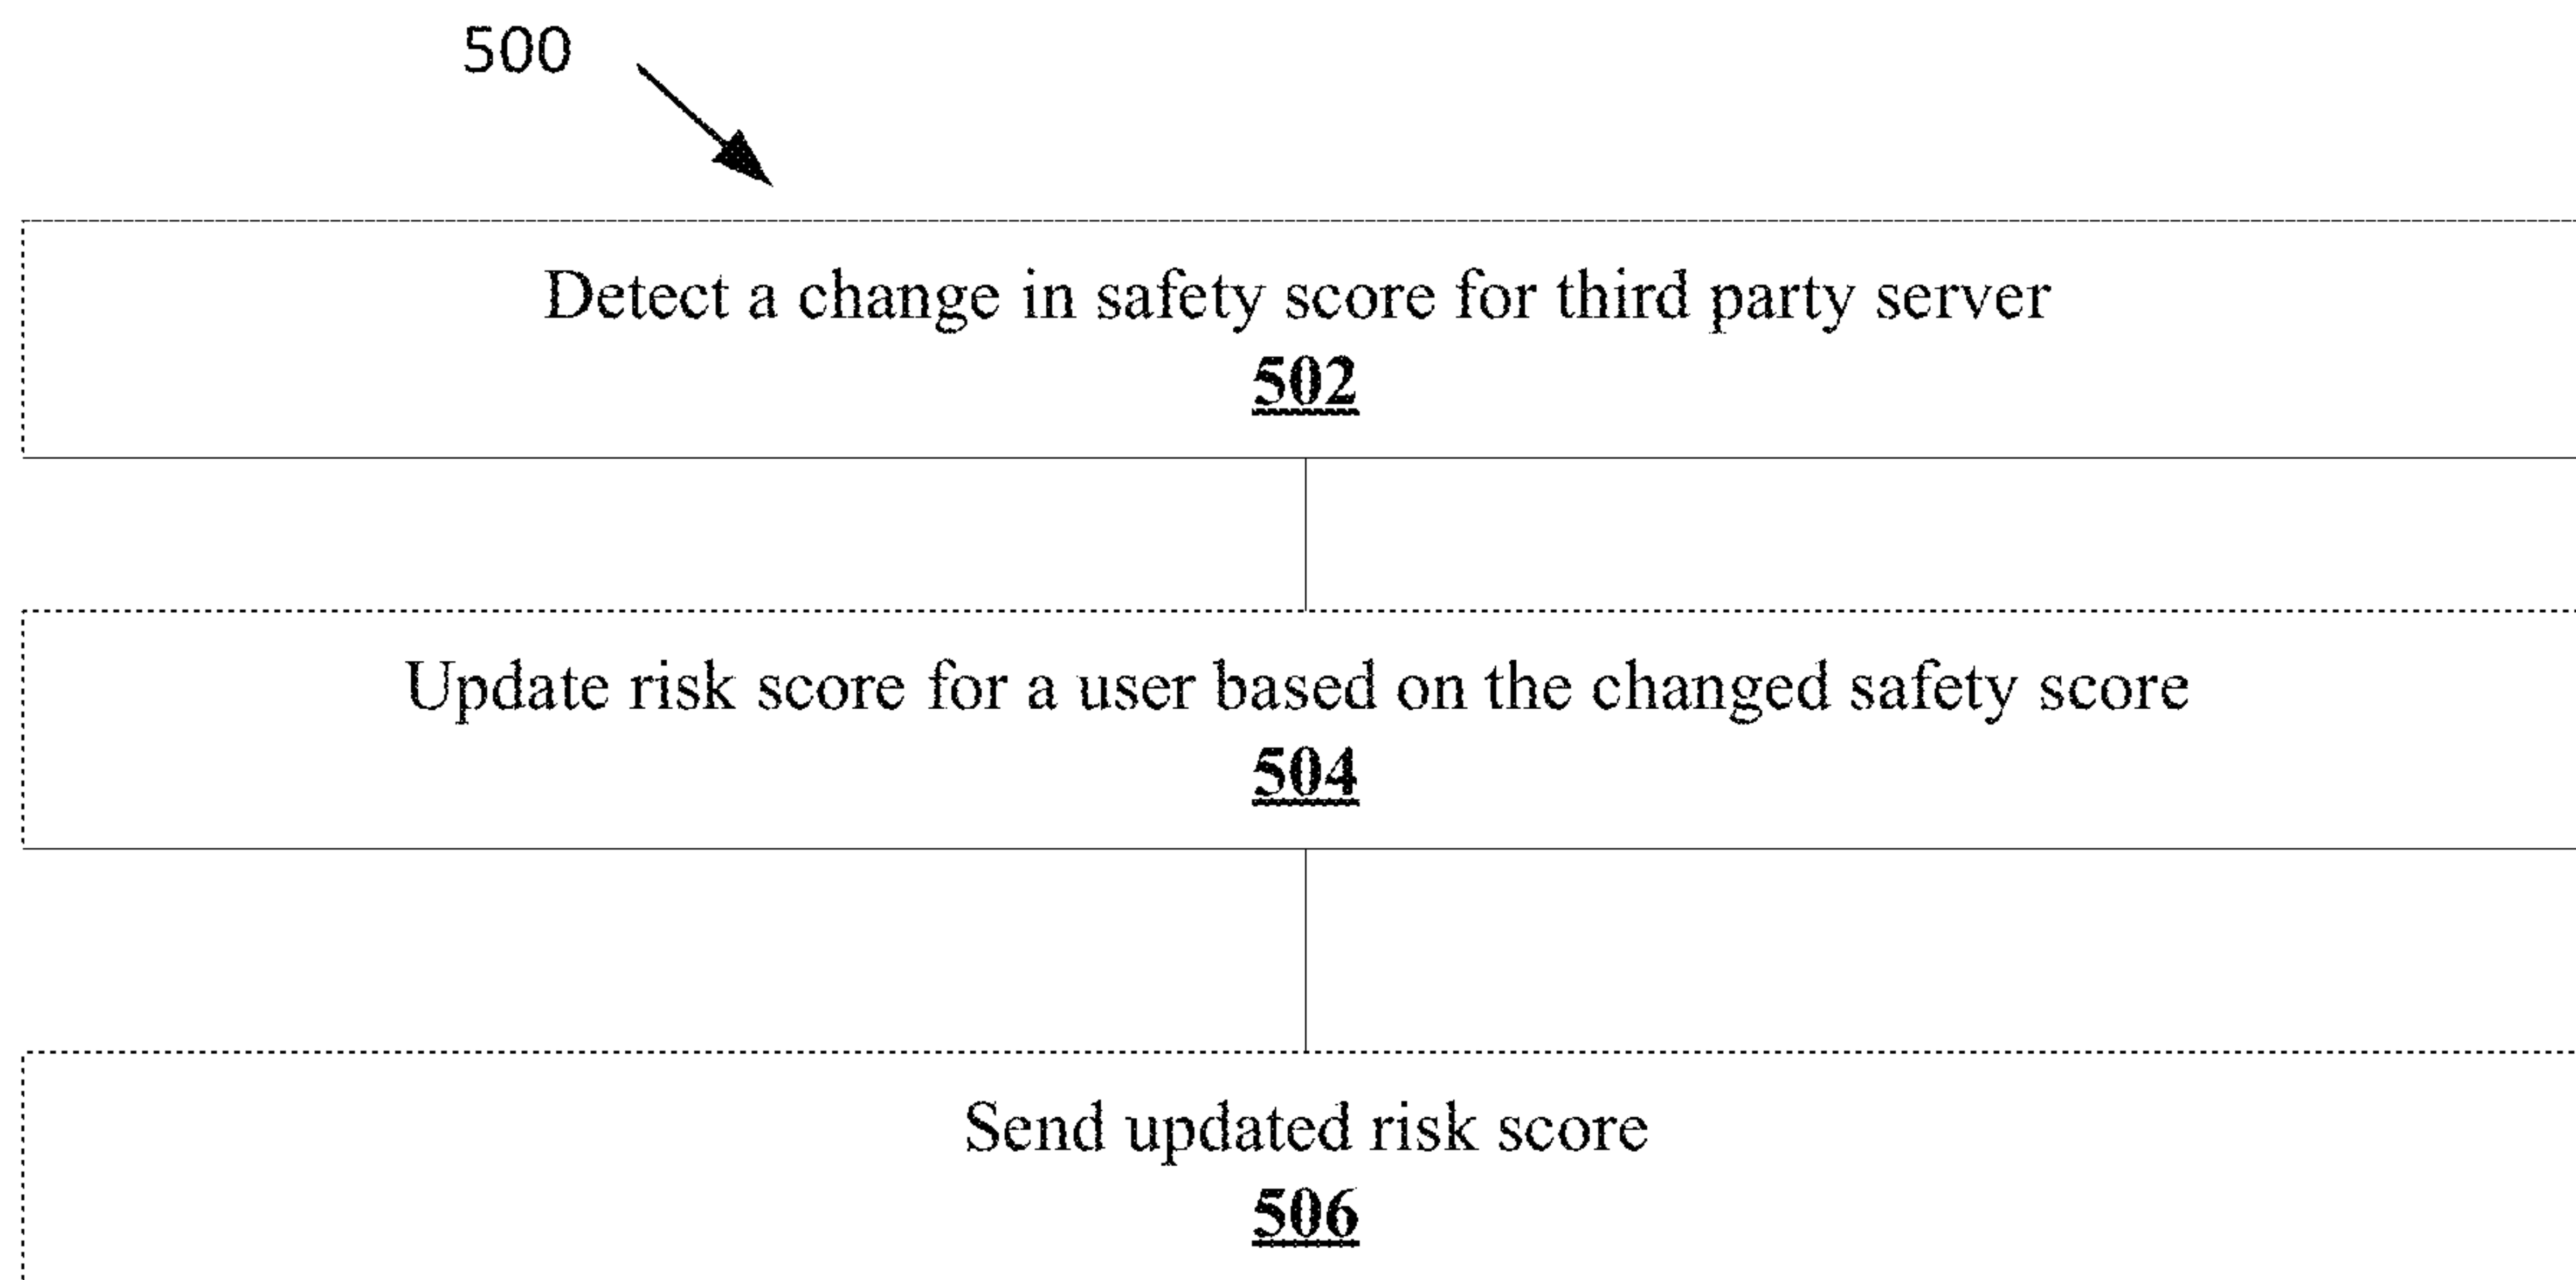 500
Detect a change in safety score for third party server
502
Update risk score for a user based on the changed safety score
504
Send updated risk score
506